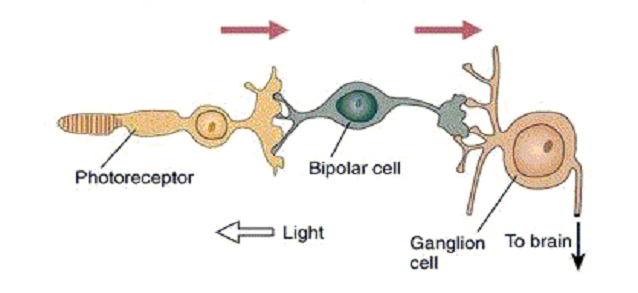 Photoreceptor
Bipolar cell
Light
Ganglion
cell
To brain